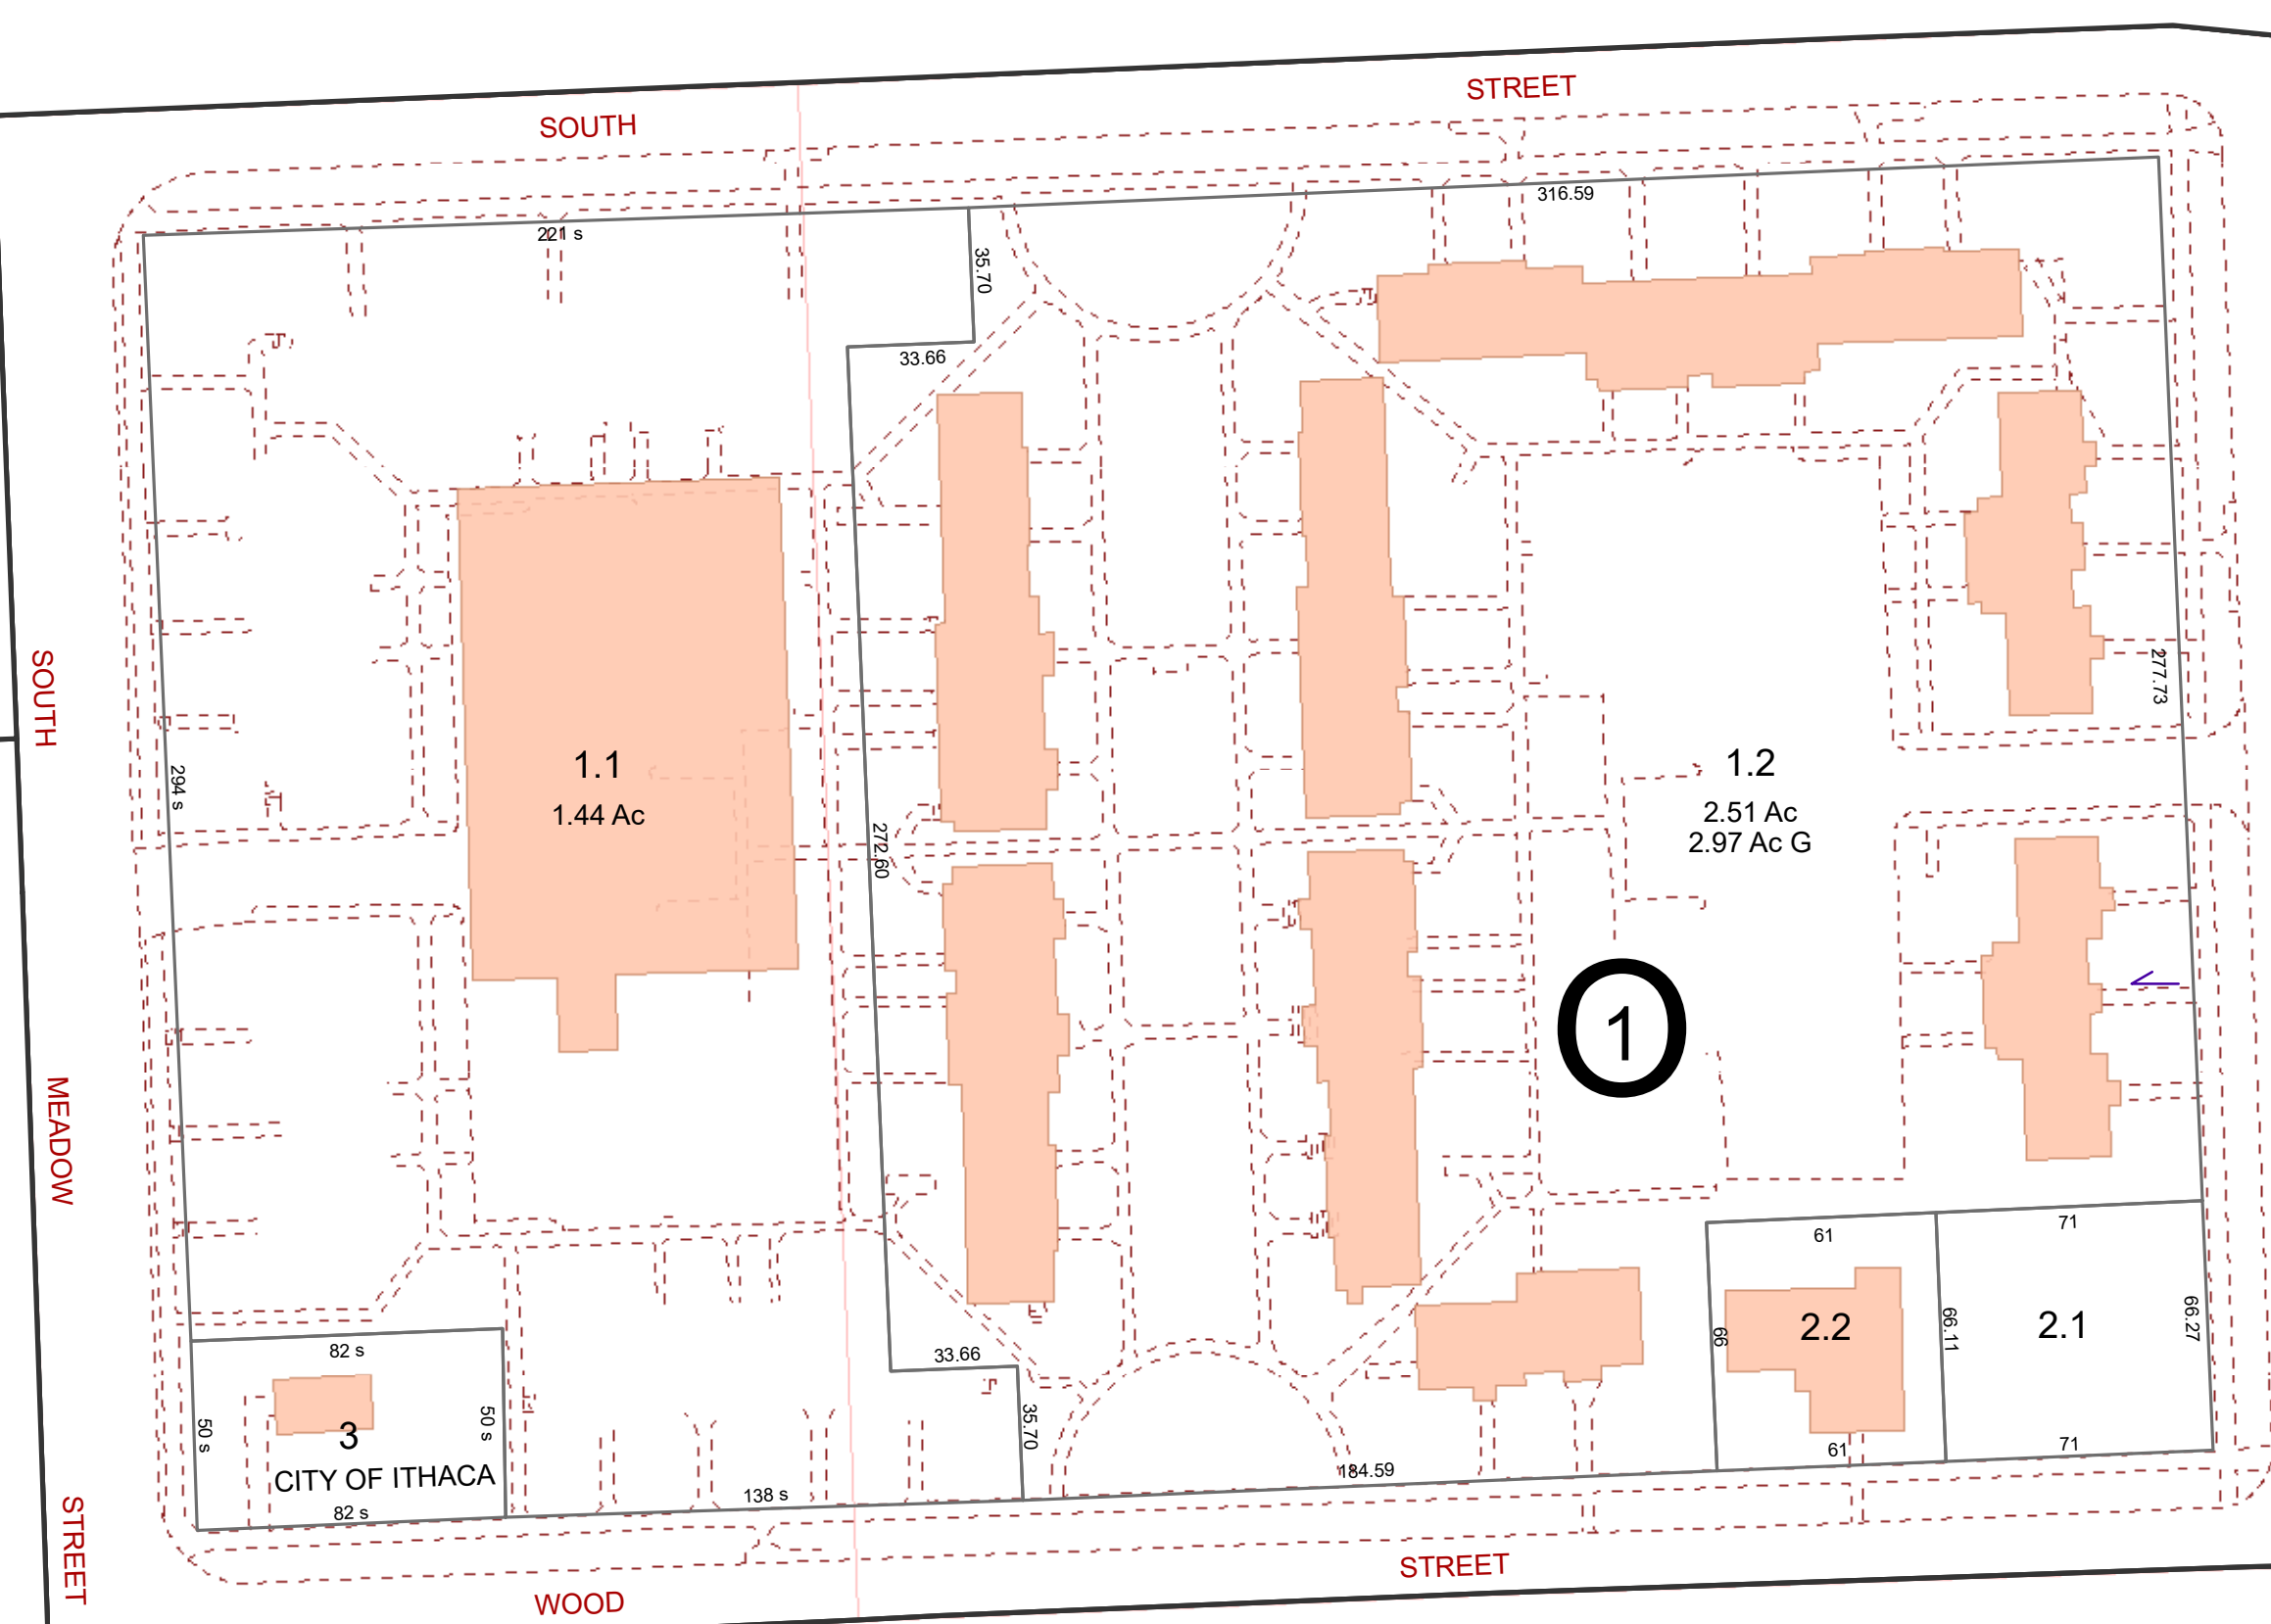 STREET
SOUTH
316.59
221 s
35.70
33.66
SOUTH
277.73
1.1
1.44 Ac
1.2
2.51 Ac
2.97 Ac G
294 s
272.60
1
MEADOW
61
71
66
2.2
66.11
2.1
66.27
82 s
33.66
50 s
50 s
3
CITY OF ITHACA
35.70
61
71
184.59
138 s
82 s
STREET
STREET
WOOD